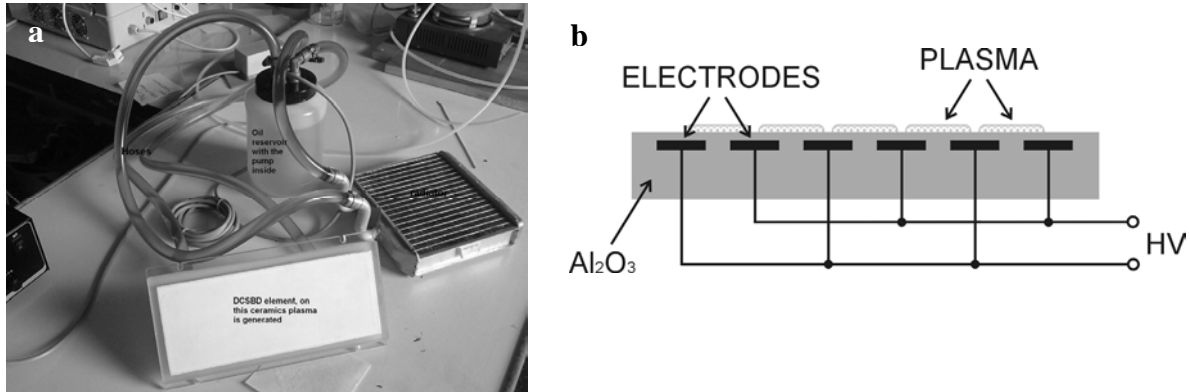 a
Oil
reservoir
with the
pump
inside
Hoses
radiator
DCSBD element, on
this ceramics plasma
is generated
b
ELECTRODES
PLASMA
Al2O3
HV